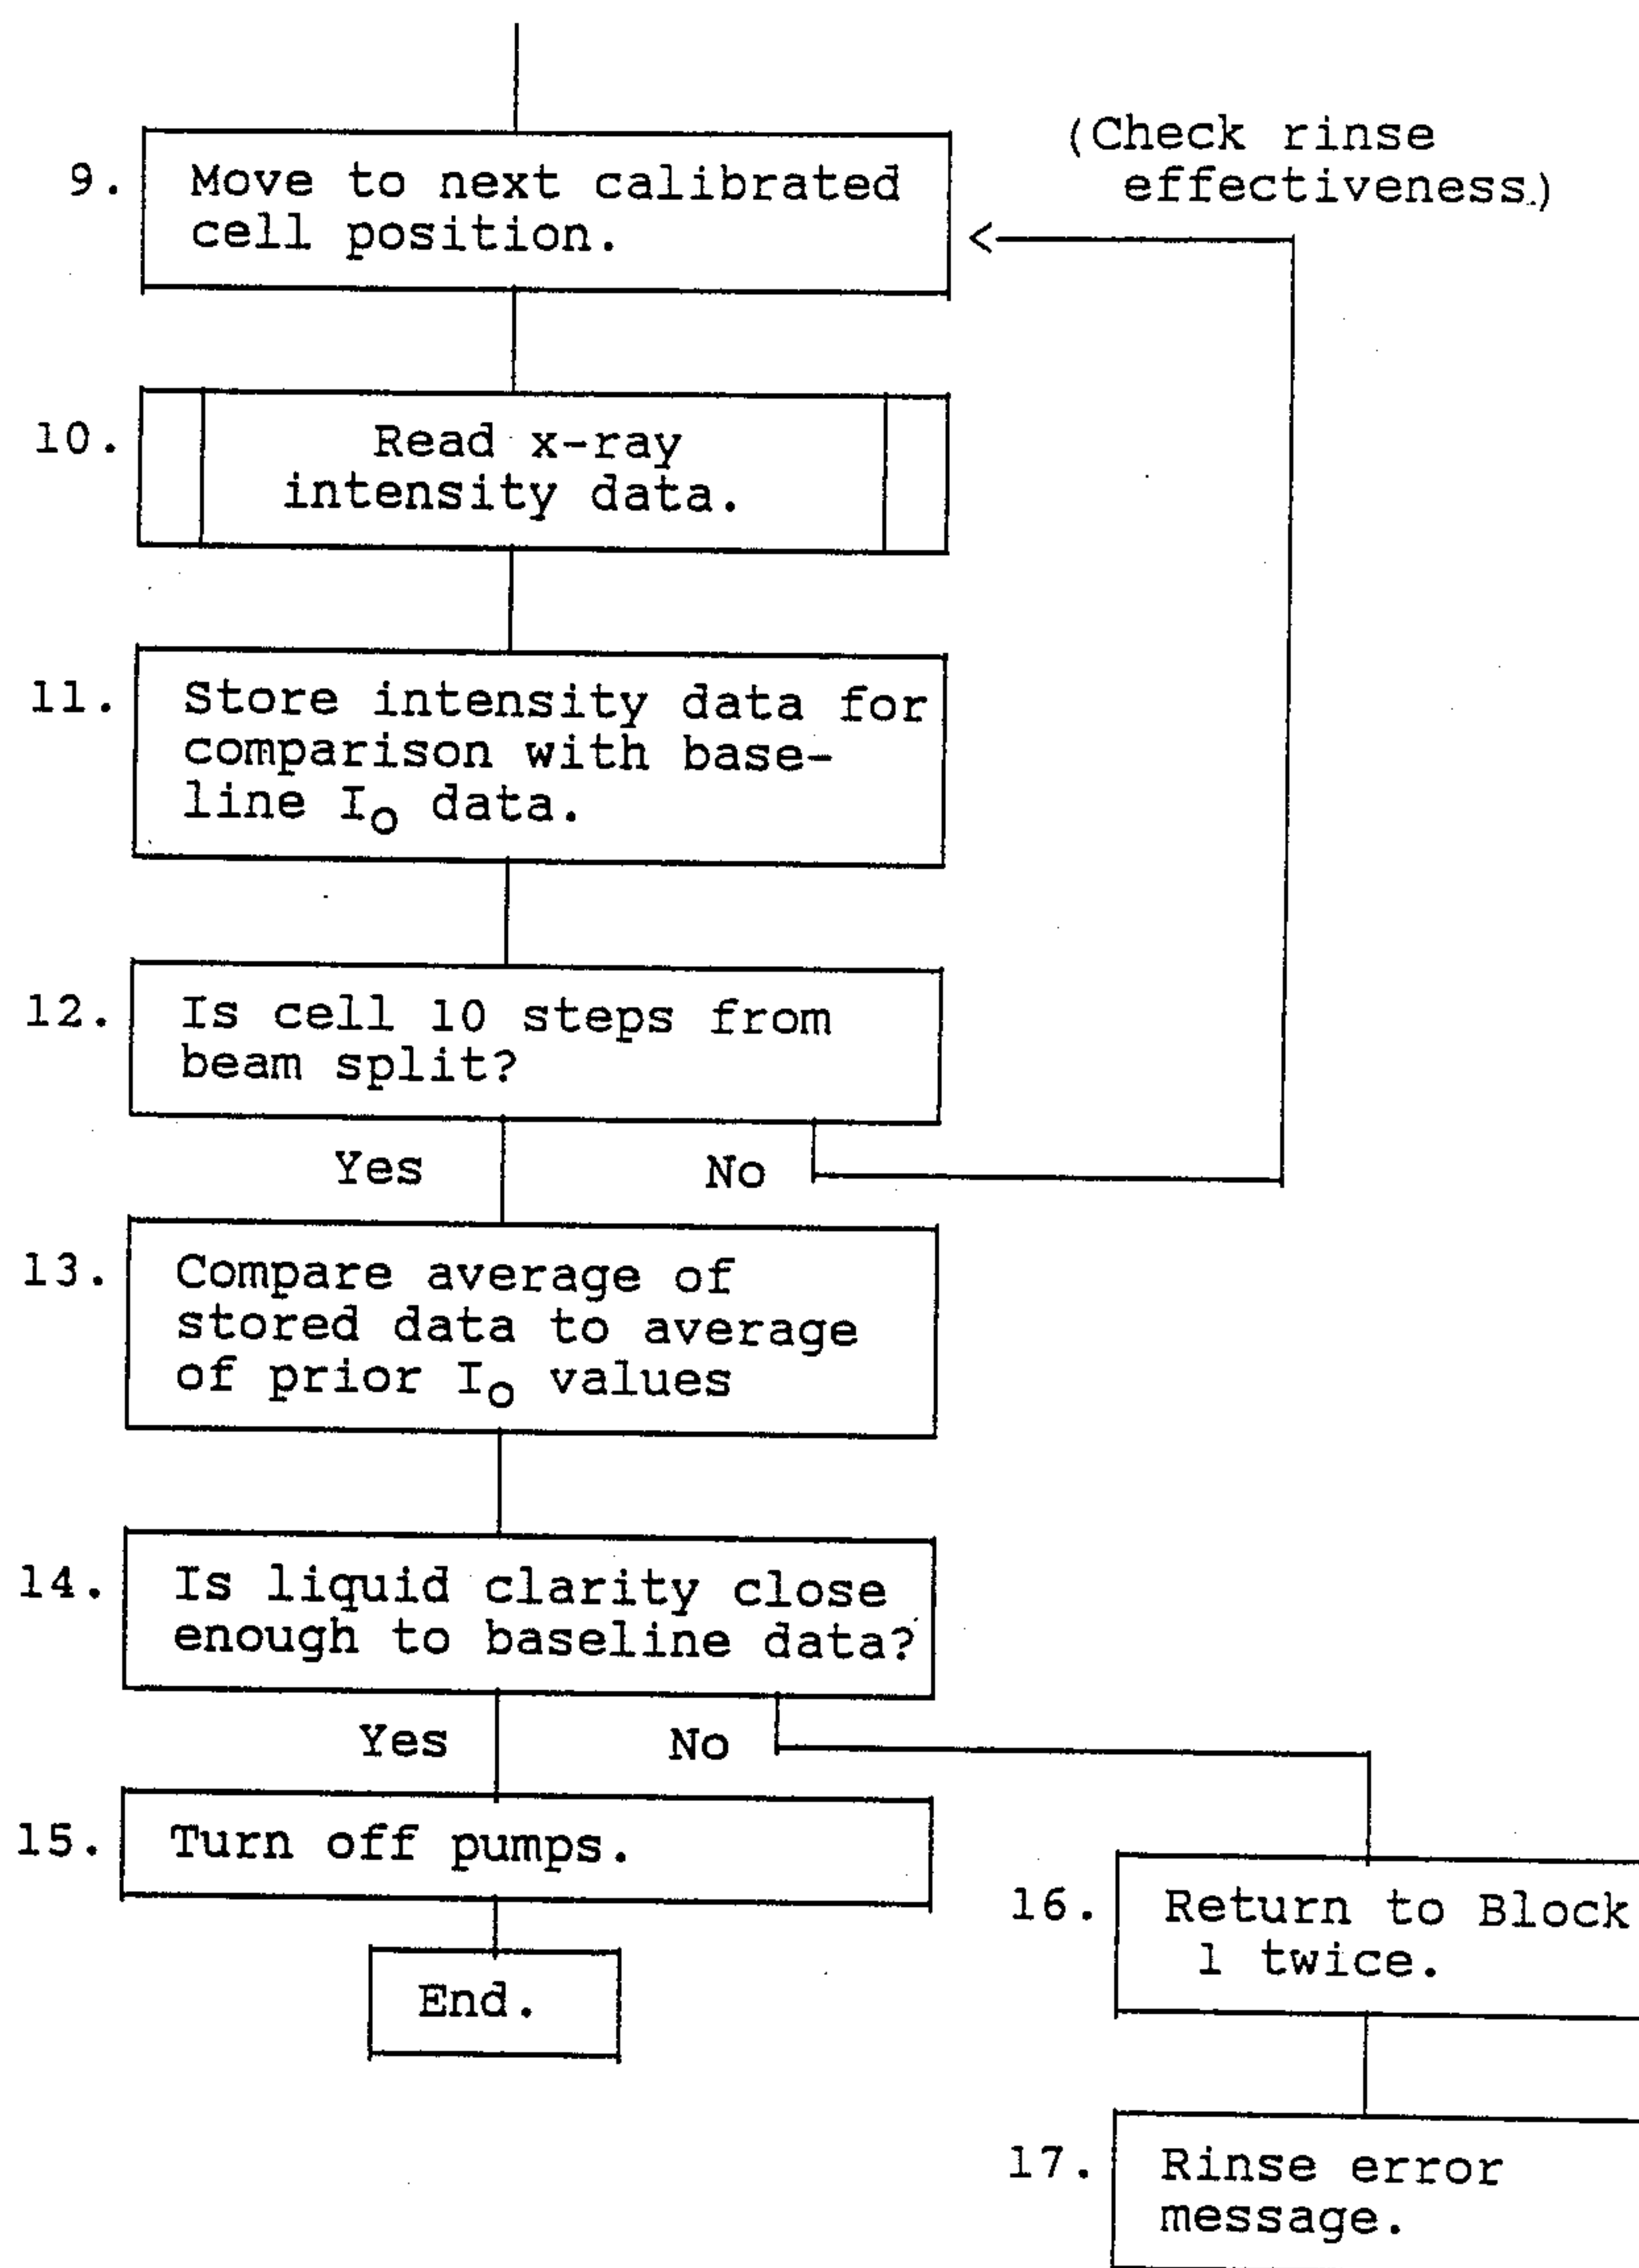 (Check rinse
effectiveness.)
9. Move to next calibrated
cell position.
10. Read x-ray
intensity data.
11. Store intensity data for
comparison with base-
line Io data.
12. Is cell 10 steps from
beam split?
Yes No
13. Compare average of
stored data to average
of prior Io values
14. Is liquid clarity close
enough to baseline data?
Yes No
15. Turn off pumps.
End.
16. Return to Block
1 twice.
17. Rinse error
message.